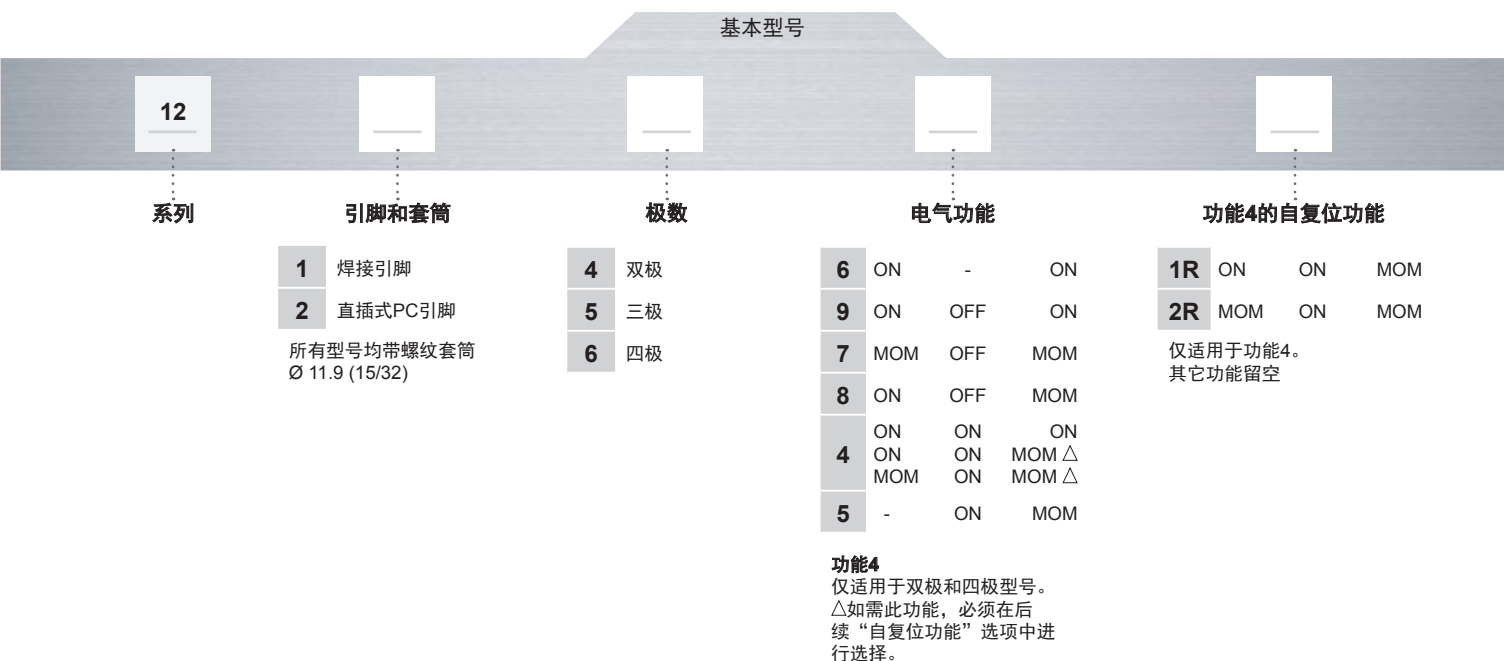 基本型号
12
系列
引脚和套筒
极数
电气功能
功能4的自复位功能
1 焊接引脚
2 直插式PC引脚
所有型号均带螺纹套筒
Ø 11.9 (15/32)
4 双极
5 三极
6 四极
6 ON - ON
9 ON OFF ON
7 MOM OFF MOM
8 ON OFF MOM
4 ON ON ON
ON ON MOM △
MOM ON MOM △
5 - ON MOM
功能4
仅适用于双极和四极型号。
△如需此功能，必须在后
续“自复位功能”选项中进
行选择。
1R ON ON MOM
2R MOM ON MOM
仅适用于功能4。
其它功能留空